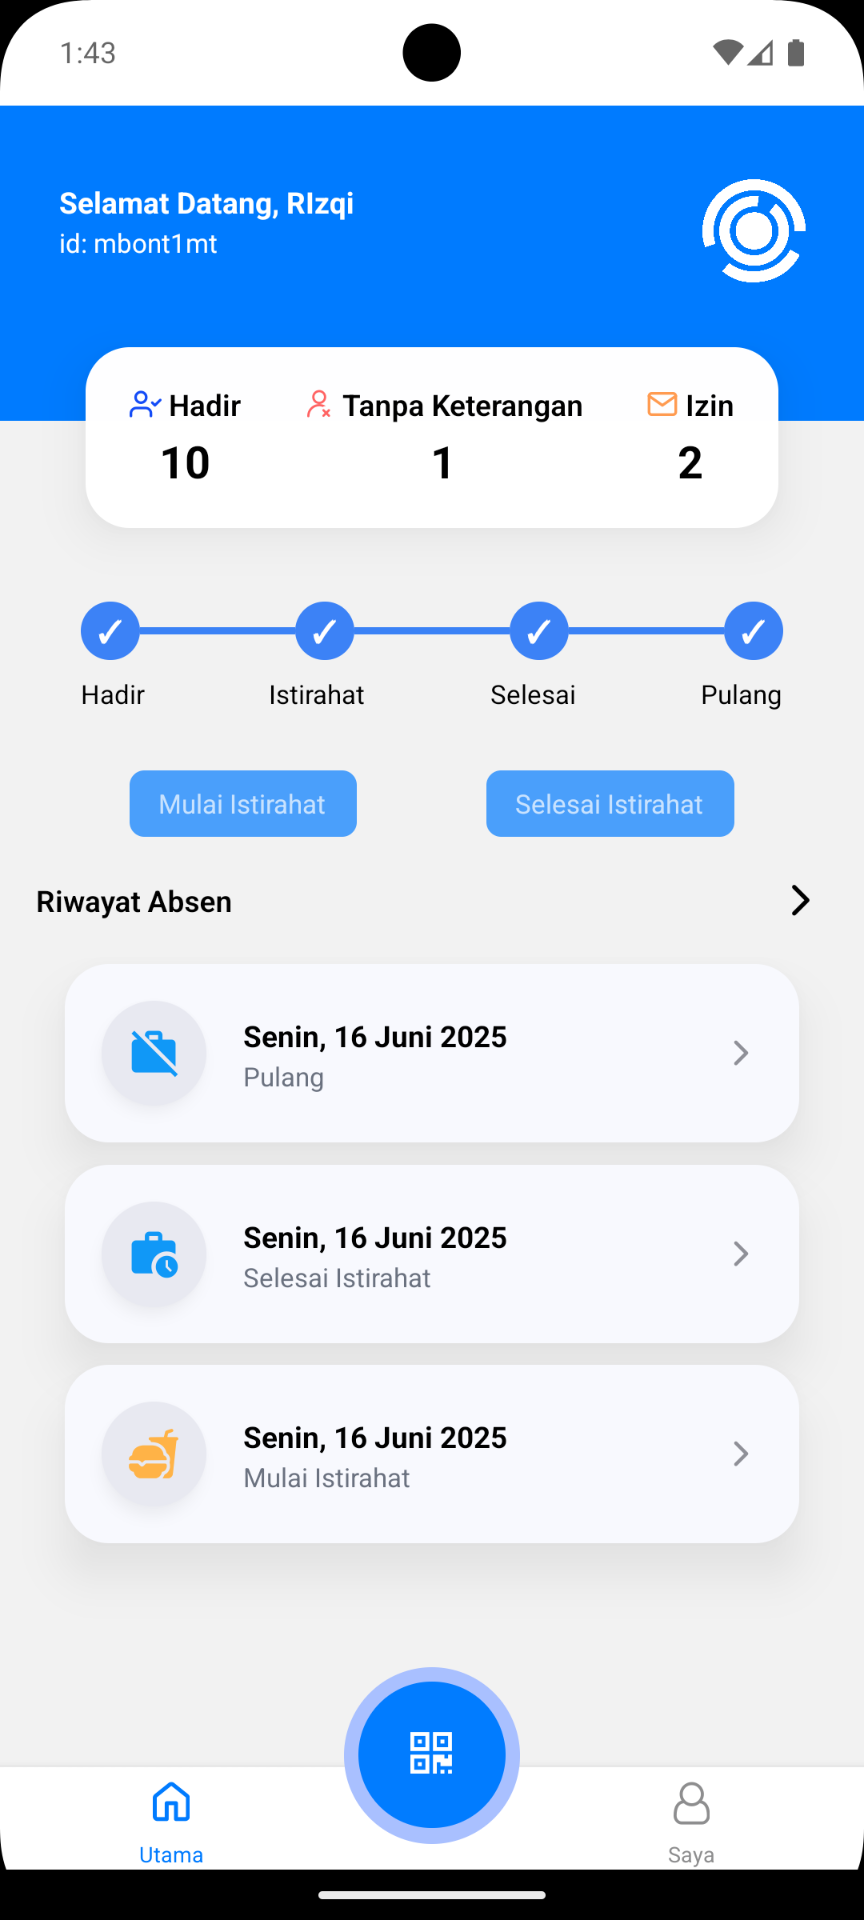 1:43
Selamat Datang, RIzqi
id: mbont1mt
Hadir
Tanpa Keterangan
Izin
10
1
2
Hadir
Istirahat
Selesai
Pulang
Mulai Istirahat
Selesai Istirahat
Riwayat Absen
Senin, 16 Juni 2025
Pulang
Senin, 16 Juni 2025
Selesai Istirahat
Senin, 16 Juni 2025
Mulai Istirahat
Utama
Saya